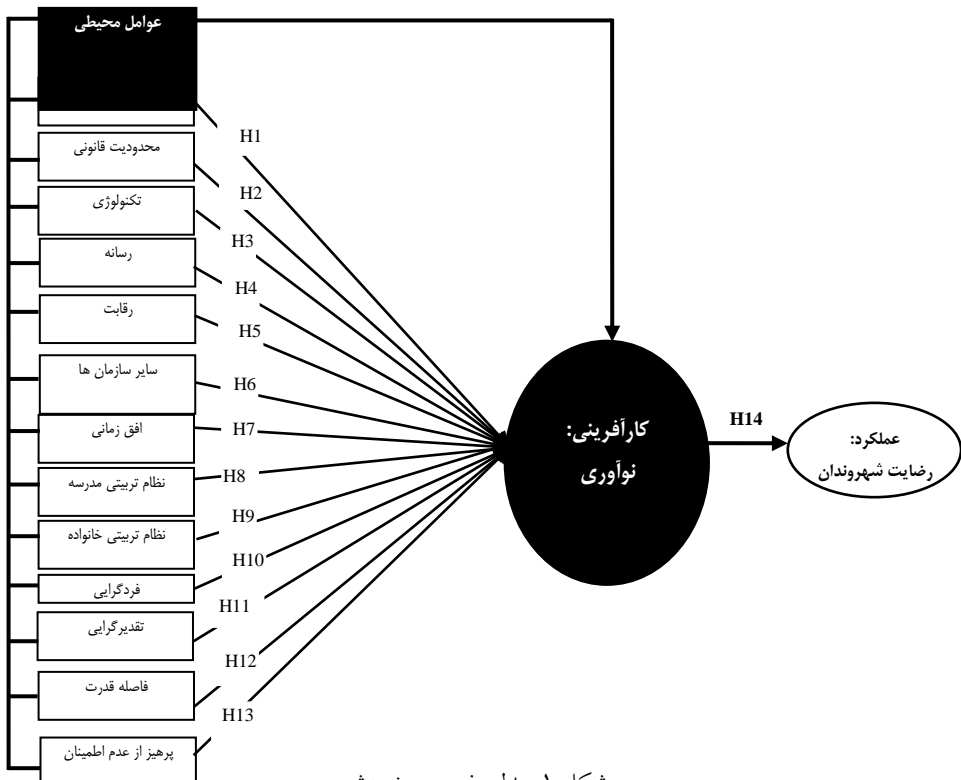 عوامل محیطی
محدودیت قانونی
تکنولوژی
رسانه
رقابت
سایر سازمان ها
افق زمانی
نظام تربیتی مدرسه
نظام تربیتی خانواده
فردگرایی
تقدیرگرایی
فاصله قدرت
پرهیز از عدم اطمینان
H1
H2
H3
H4
H5
H6
H7
H8
H9
H10
H11
H12
H13
کارآفرینی:
نوآوری
H14
عملکرد:
رضایت شهروندان